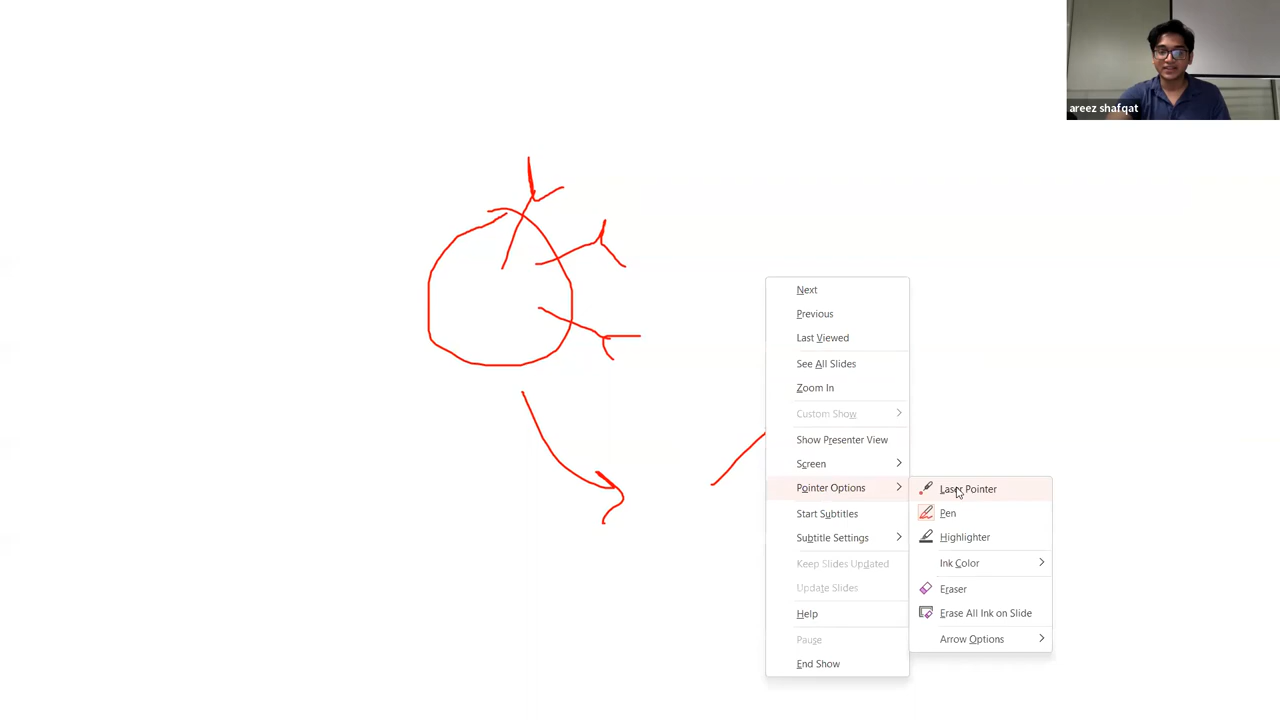 areez shafqat
Next
Previous
Last Viewed
See All Slides
Zoom In
Custom Show
Show Presenter View
Screen
Pointer Options
Start Subtitles
Subtitle Settings
Keep Slides Updated
Update Slides
Help
Pause
End Show
Laser Pointer
Pen
Highlighter
Ink Color
Eraser
Erase All Ink on Slide
Arrow Options